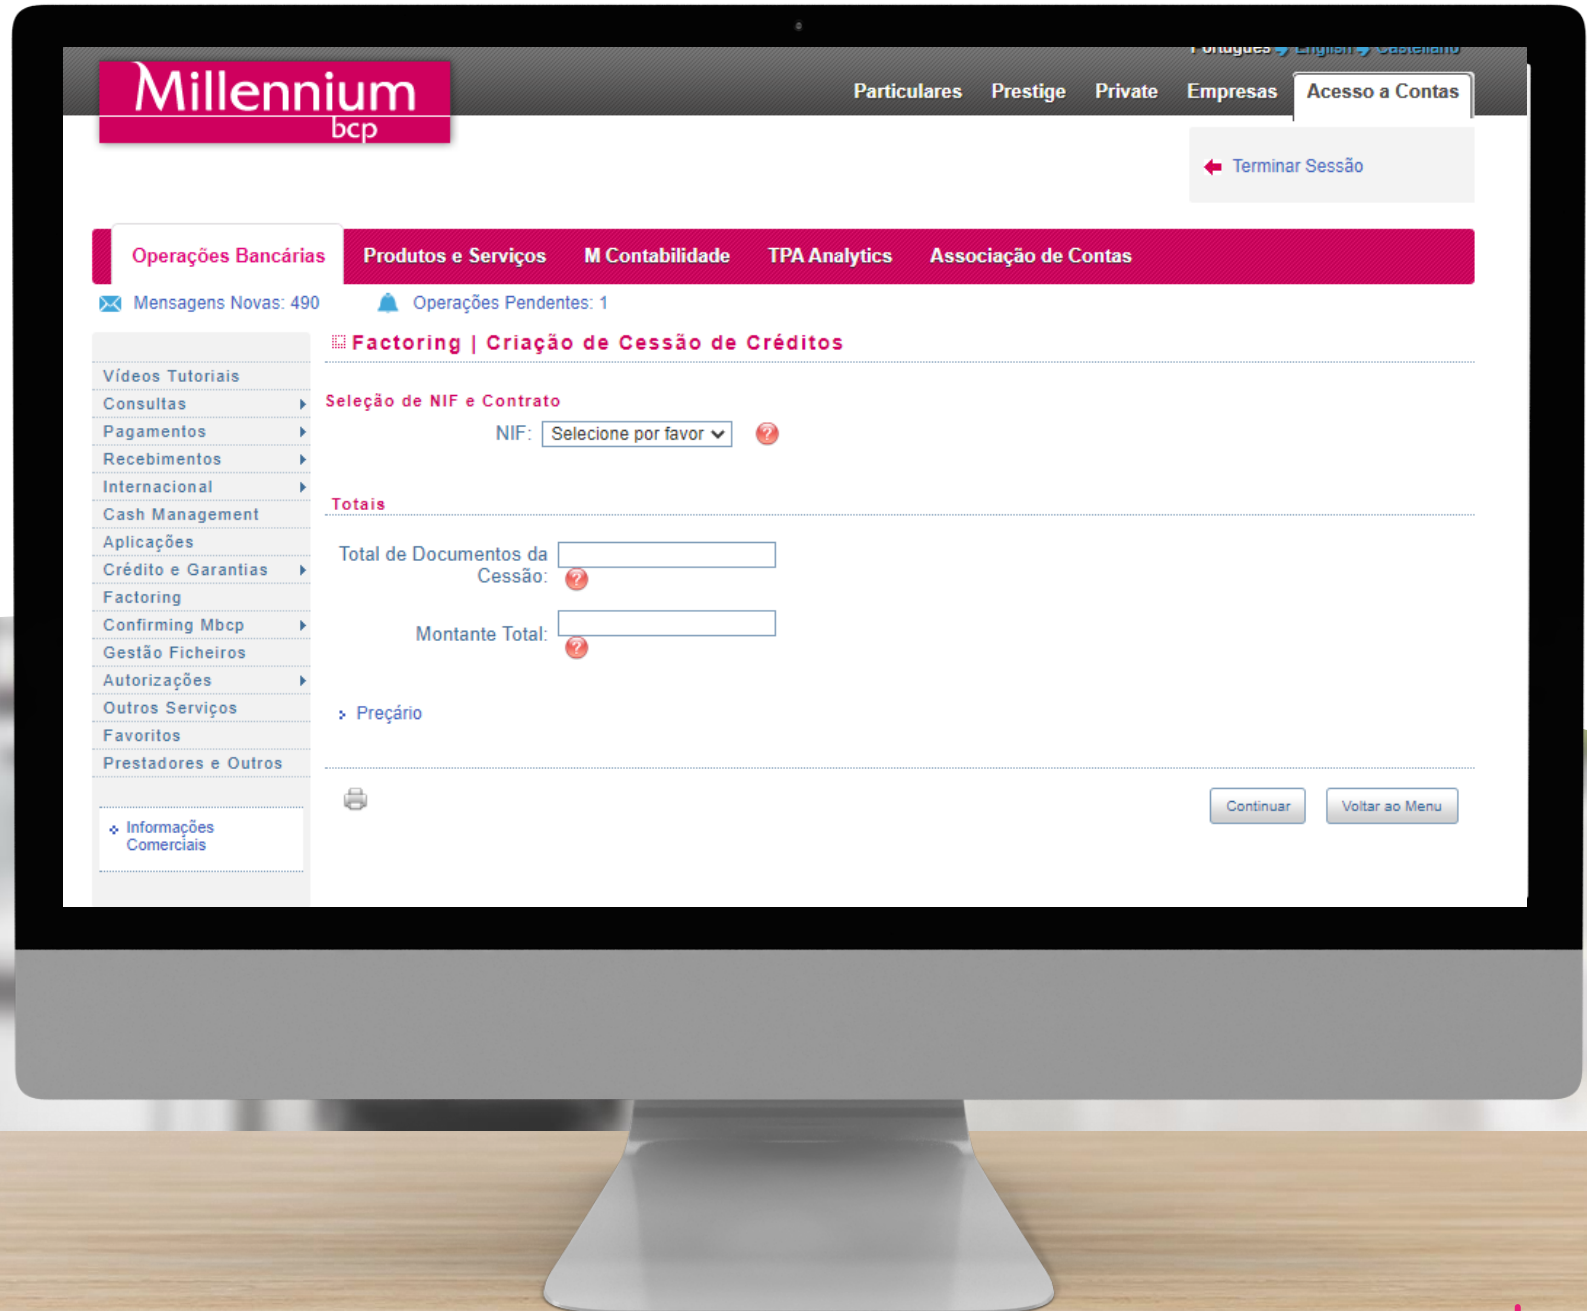 Português English Castellano
Millennium
bcp
Particulares Prestige Private Empresas Acesso a Contas
Terminar Sessão
Operações Bancárias Produtos e Serviços M Contabilidade TPA Analytics Associação de Contas
Mensagens Novas: 490 Operações Pendentes: 1
Factoring | Criação de Cessão de Créditos
Vídeos Tutoriais
Consultas
Pagamentos
Recebimentos
Internacional
Cash Management
Aplicações
Crédito e Garantias
Factoring
Confirming Mbcp
Gestão Ficheiros
Autorizações
Outros Serviços
Favoritos
Prestadores e Outros
Informações
Comerciais
Seleção de NIF e Contrato
NIF: Selecione por favor
Totais
Total de Documentos da
Cessão:
Montante Total:
Preçário
Continuar Voltar ao Menu